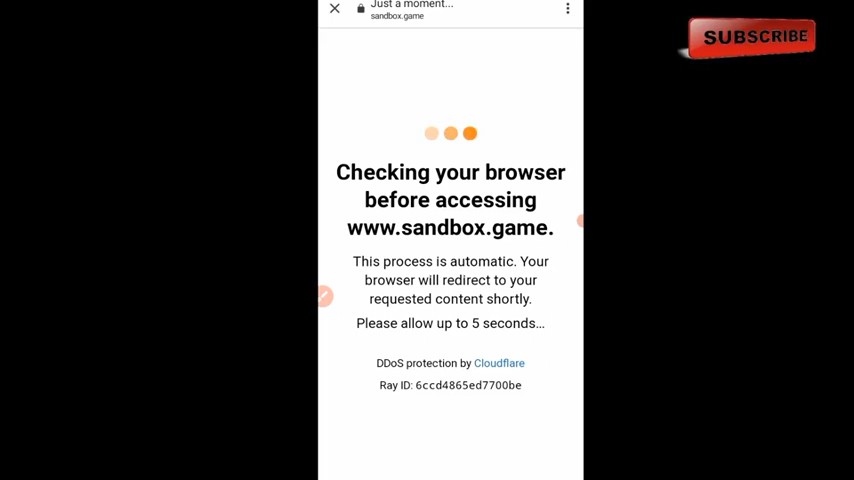 Just a moment...
sandbox.game
SUBSCRIBE
Checking your browser
before accessing
www.sandbox.game.
This process is automatic. Your
browser will redirect to your
requested content shortly.
Please allow up to 5 seconds...
DDoS protection by Cloudflare
Ray ID: 6ccd4865ed7700be